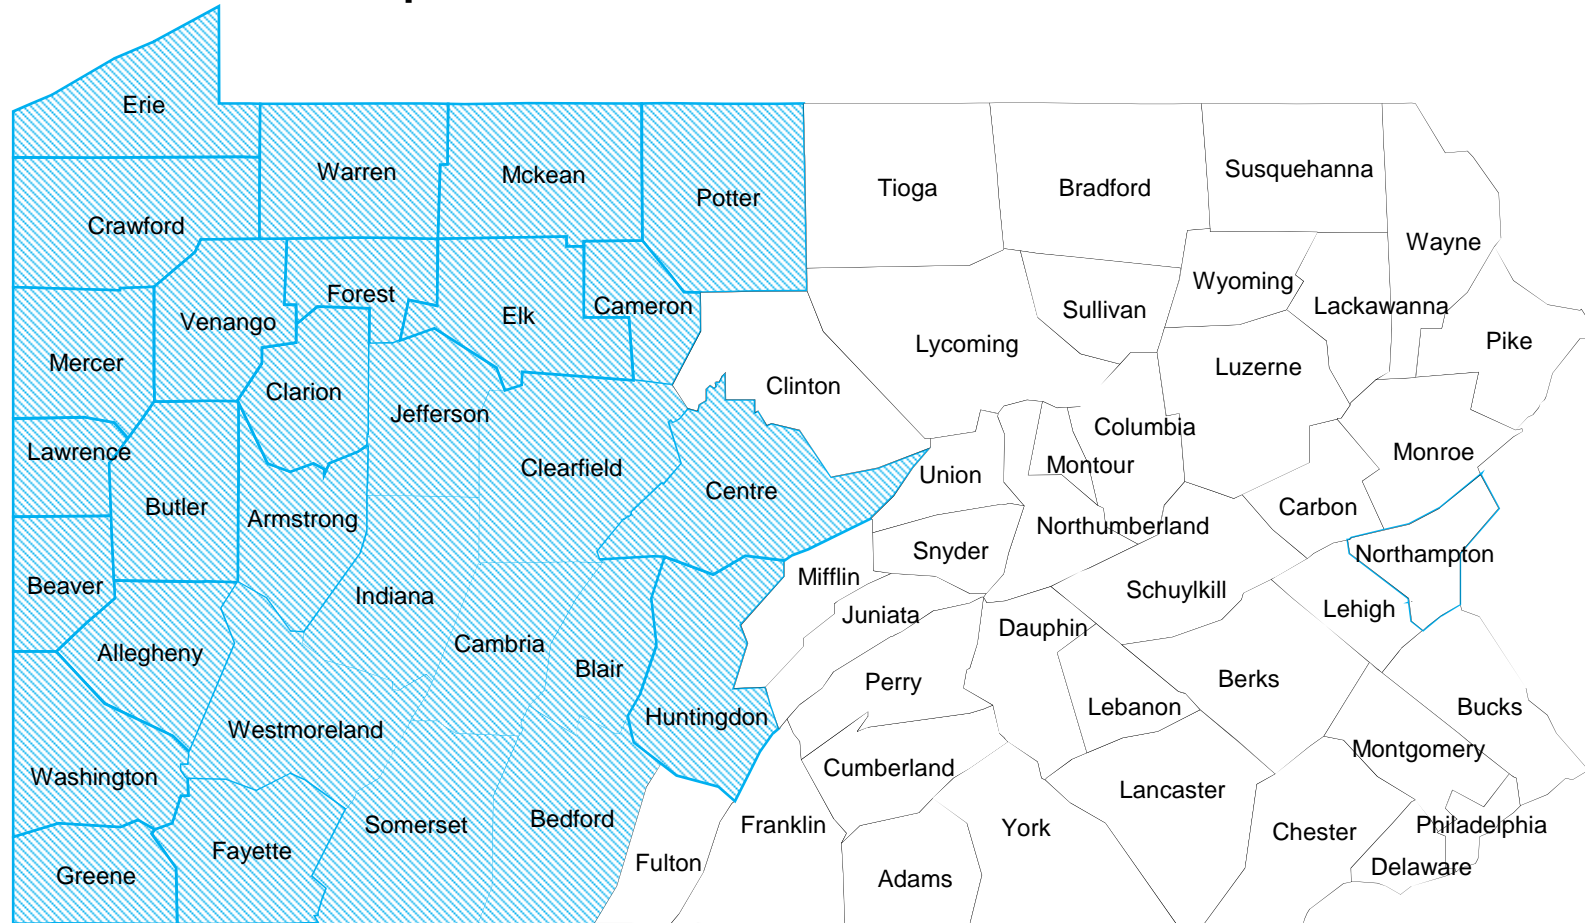 Erie
Warren
Mckean
Potter
Tioga
Bradford
Susquehanna
Crawford
Wayne
Wyoming
Forest
Cameron
Lackawanna
Venango
Elk
Sullivan
Mercer
Lycoming
Pike
Luzerne
Clarion
Clinton
Jefferson
Columbia
Lawrence
Clearfield
Montour
Monroe
Union
Centre
Butler
Armstrong
Carbon
Northumberland
Snyder
Northampton
Beaver
Mifflin
Indiana
Schuylkill
Juniata
Lehigh
Dauphin
Cambria
Allegheny
Blair
Perry
Berks
Lebanon
Bucks
Huntingdon
Westmoreland
Montgomery
Washington
Cumberland
Lancaster
Bedford
Somerset
Franklin
York
Chester
Philadelphia
Fayette
Fulton
Delaware
Greene
Adams